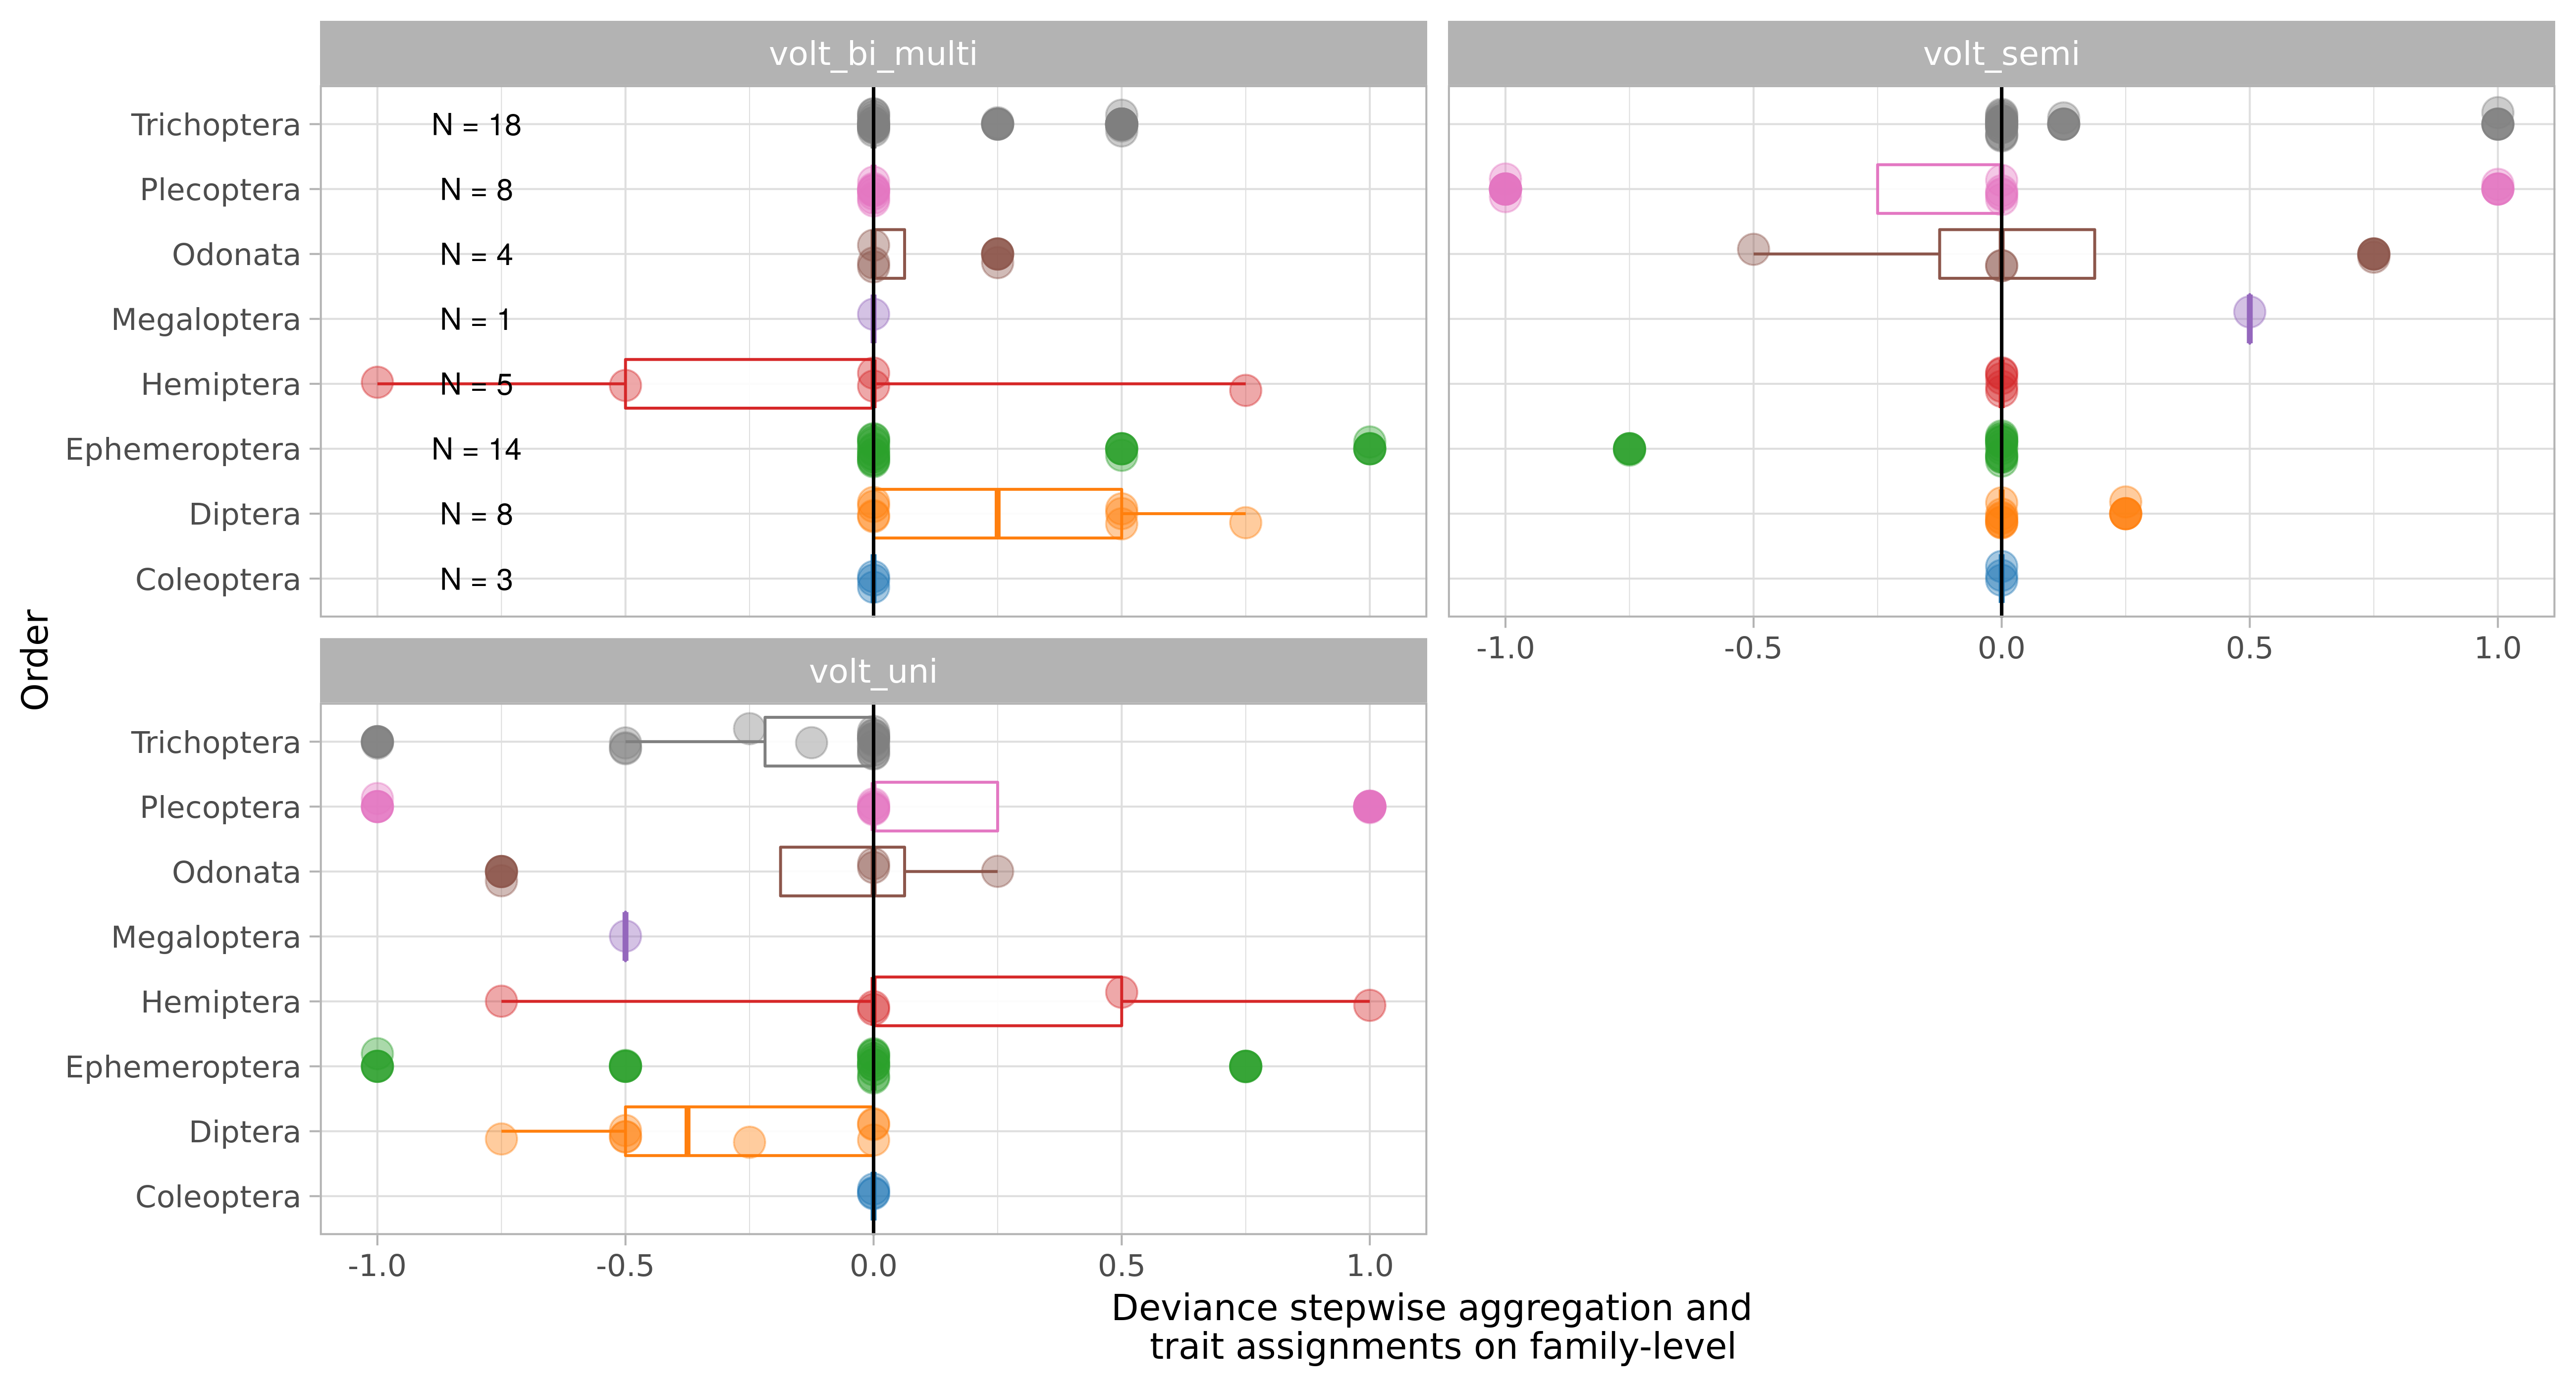 volt_bi_multi
volt_semi
Trichoptera
N = 18
Plecoptera
N = 8
Odonata
N = 4
Megaloptera
N = 1
Hemiptera
N = 5
Ephemeroptera
N = 14
Diptera
N = 8
Coleoptera
N = 3
-1.0 -0.5 0.0 0.5 1.0
Order
volt_uni
Trichoptera
Plecoptera
Odonata
Megaloptera
Hemiptera
Ephemeroptera
Diptera
Coleoptera
-1.0 -0.5 0.0 0.5 1.0
Deviance stepwise aggregation and
trait assignments on family-level